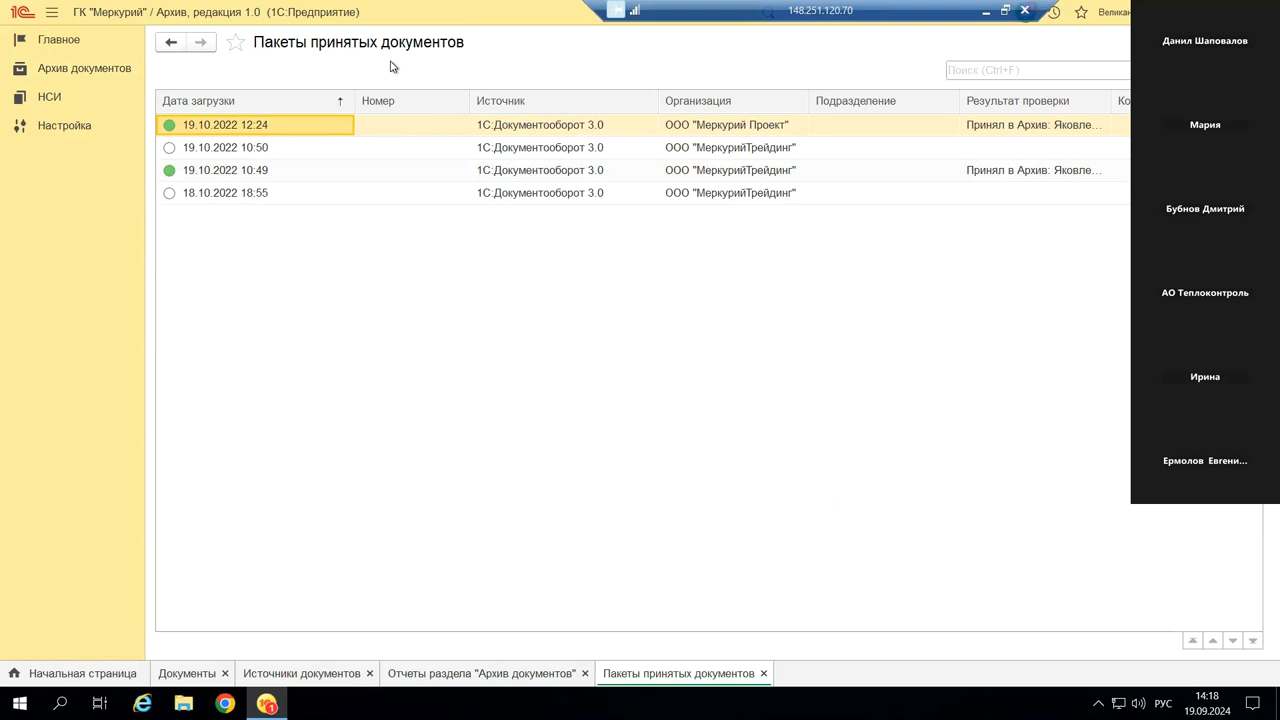 ГК "Меркурий" / Архив, редакция 1.0 (1С:Предприятие)
148.251.120.70
Великан
Главное
Архив документов
НСИ
Настройка
Пакеты принятых документов
Поиск (Ctrl+F)
Дата загрузки Номер Источник Организация Подразделение Результат проверки Ко
19.10.2022 12:24 1С:Документооборот 3.0 ООО "Меркурий Проект" Принял в Архив: Яковле...
19.10.2022 10:50 1С:Документооборот 3.0 ООО "МеркурийТрейдинг"
19.10.2022 10:49 1С:Документооборот 3.0 ООО "МеркурийТрейдинг" Принял в Архив: Яковле...
18.10.2022 18:55 1С:Документооборот 3.0 ООО "МеркурийТрейдинг"
Данил Шаповалов
Мария
Бубнов Дмитрий
АО Теплоконтроль
Ирина
Ермолов Евгени...
Начальная страница
Документы
Источники документов
Отчеты раздела "Архив документов"
Пакеты принятых документов
1
РУС
14:18
19.09.2024